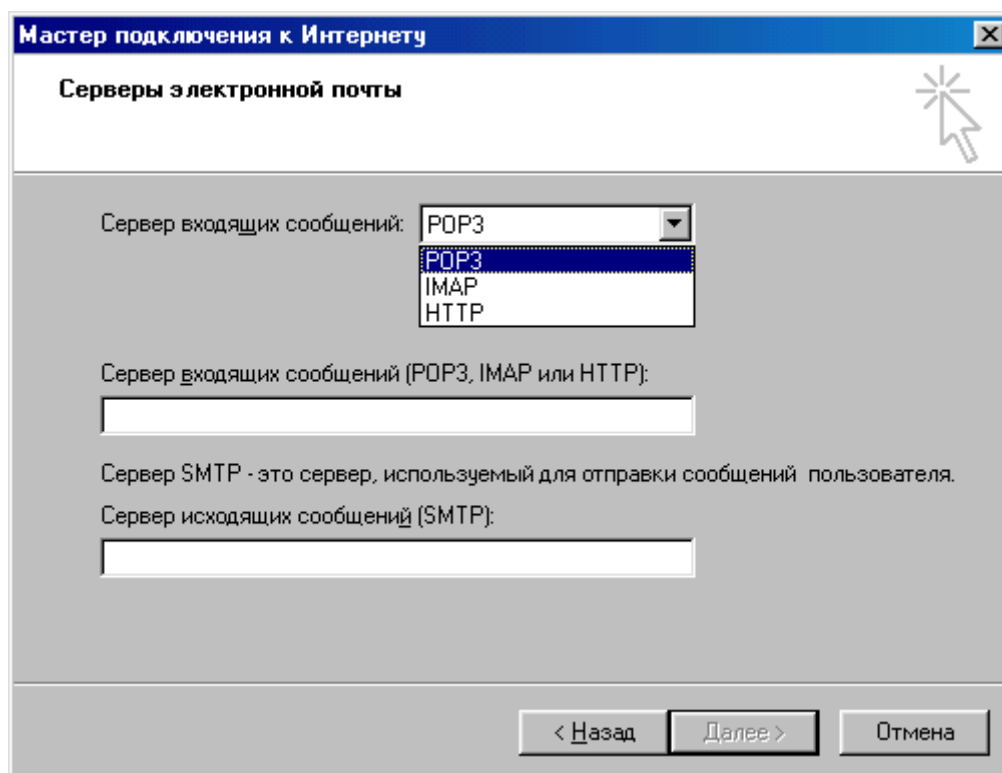 Мастер подключения к Интернету
Серверы электронной почты
Сервер входящих сообщений: POP3
POP3
IMAP
HTTP
Сервер входящих сообщений (POP3, IMAP или HTTP):
Сервер SMTP - это сервер, используемый для отправки сообщений пользователя.
Сервер исходящих сообщений (SMTP):
< Назад Далее > Отмена